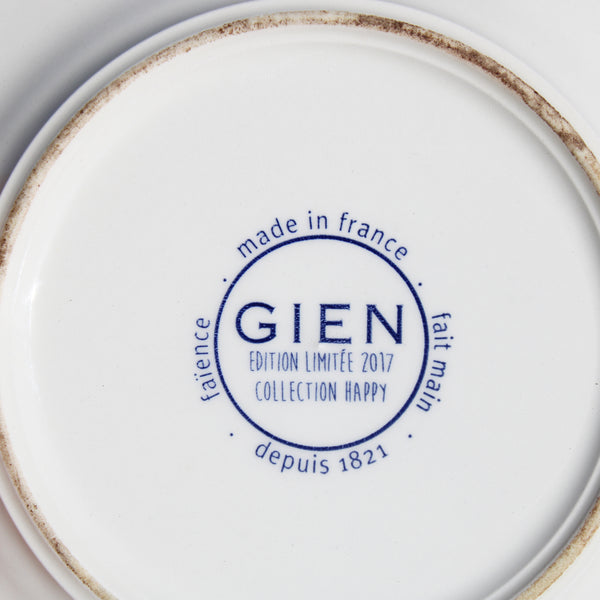 made in france
GIEN
EDITION LIMITÉE 2017
COLLECTION HAPPY
faïence
fait main
depuis 1821